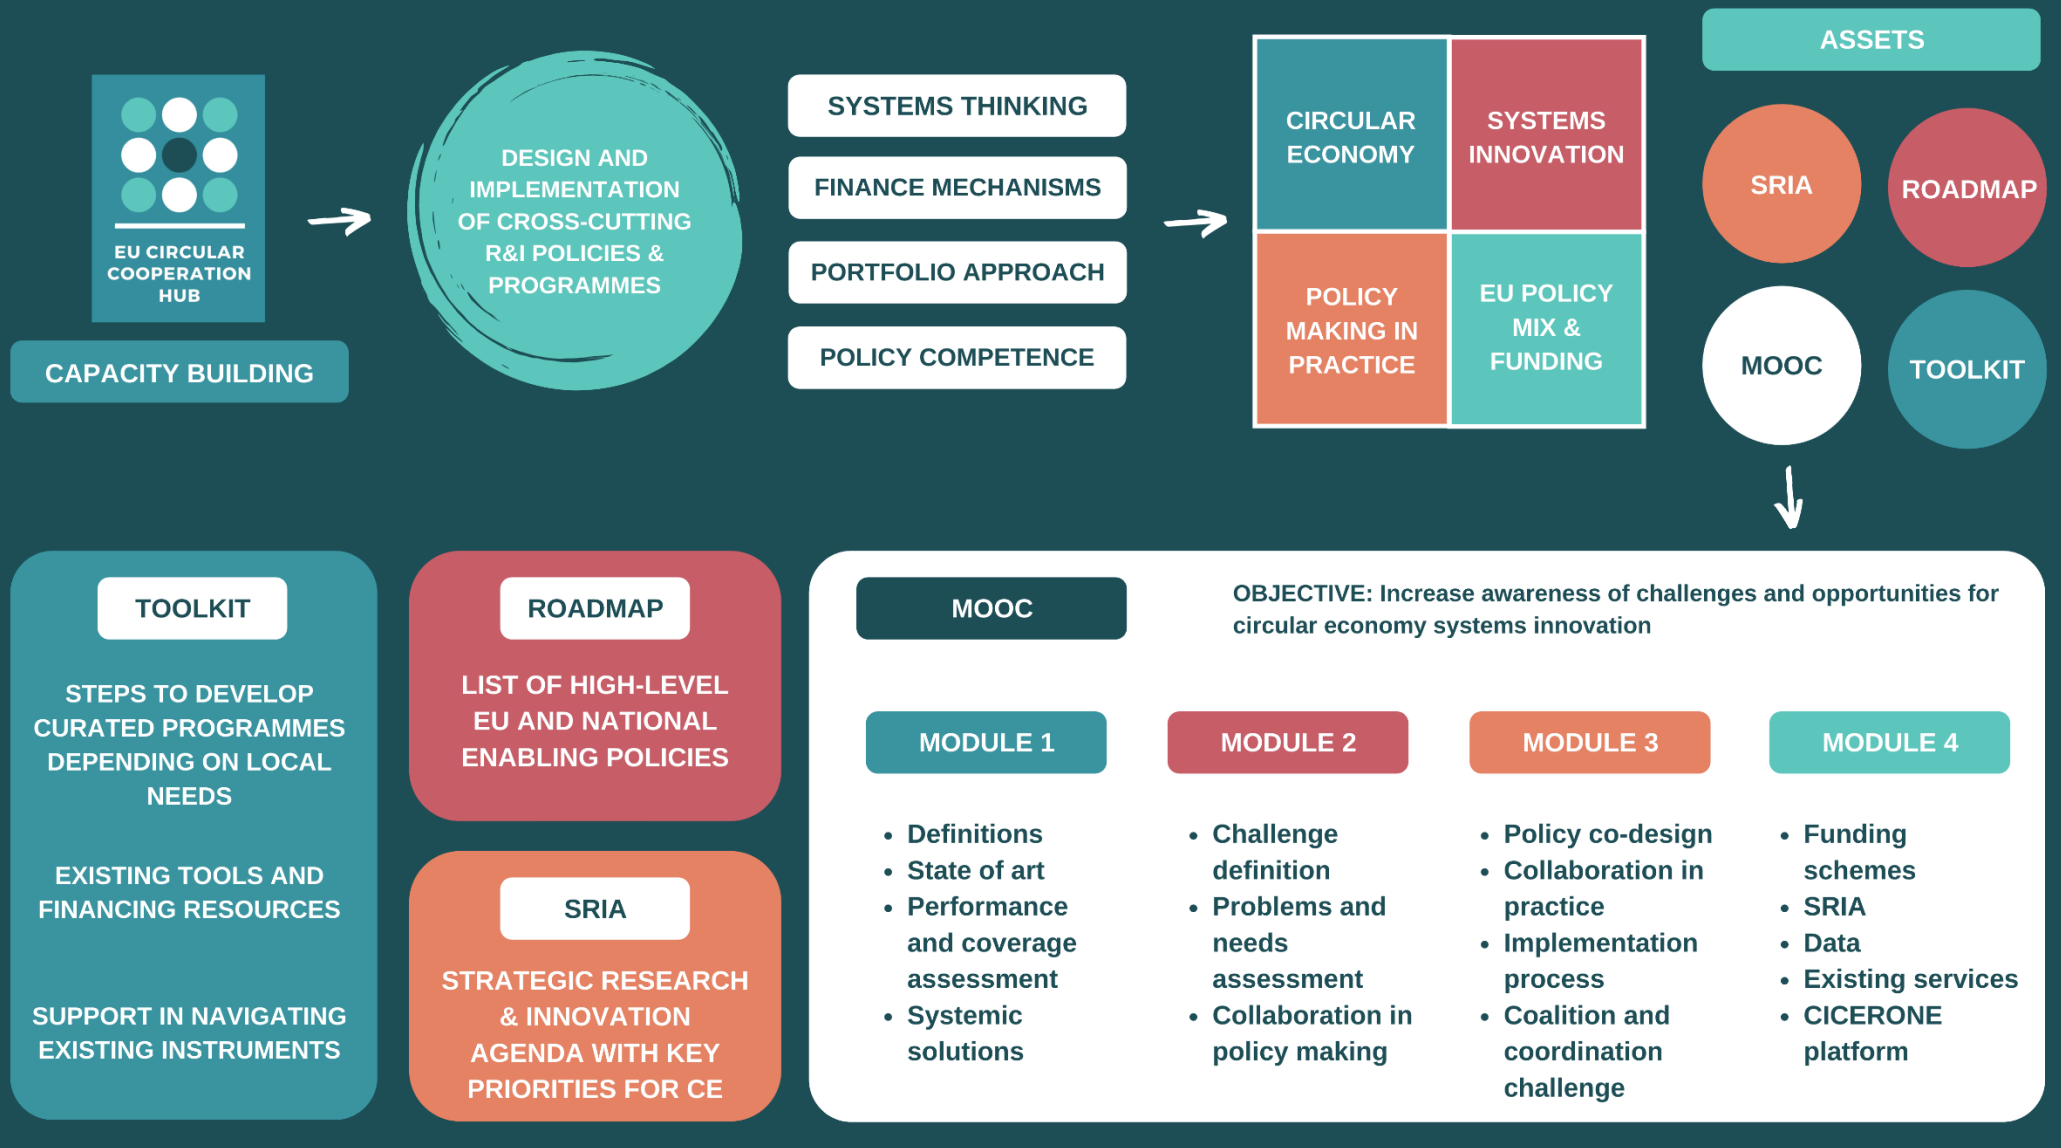 EU CIRCULAR
COOPERATION
HUB
CAPACITY BUILDING
DESIGN AND
IMPLEMENTATION
OF CROSS-CUTTING
R&I POLICIES &
PROGRAMMES
SYSTEMS THINKING
FINANCE MECHANISMS
PORTFOLIO APPROACH
POLICY COMPETENCE
CIRCULAR
ECONOMY
SYSTEMS
INNOVATION
POLICY
MAKING IN
PRACTICE
EU POLICY
MIX &
FUNDING
ASSETS
SRIA
ROADMAP
MOOC
TOOLKIT
TOOLKIT
STEPS TO DEVELOP
CURATED PROGRAMMES
DEPENDING ON LOCAL
NEEDS
EXISTING TOOLS AND
FINANCING RESOURCES
SUPPORT IN NAVIGATING
EXISTING INSTRUMENTS
ROADMAP
LIST OF HIGH-LEVEL
EU AND NATIONAL
ENABLING POLICIES
SRIA
STRATEGIC RESEARCH
& INNOVATION
AGENDA WITH KEY
PRIORITIES FOR CE
MOOC
OBJECTIVE: Increase awareness of challenges and opportunities for
circular economy systems innovation
MODULE 1
• Definitions
• State of art
• Performance
and coverage
assessment
• Systemic
solutions
MODULE 2
• Challenge
definition
• Problems and
needs
assessment
• Collaboration in
policy making
MODULE 3
• Policy co-design
• Collaboration in
practice
• Implementation
process
• Coalition and
coordination
challenge
MODULE 4
• Funding
schemes
• SRIA
• Data
• Existing services
• CICERONE
platform